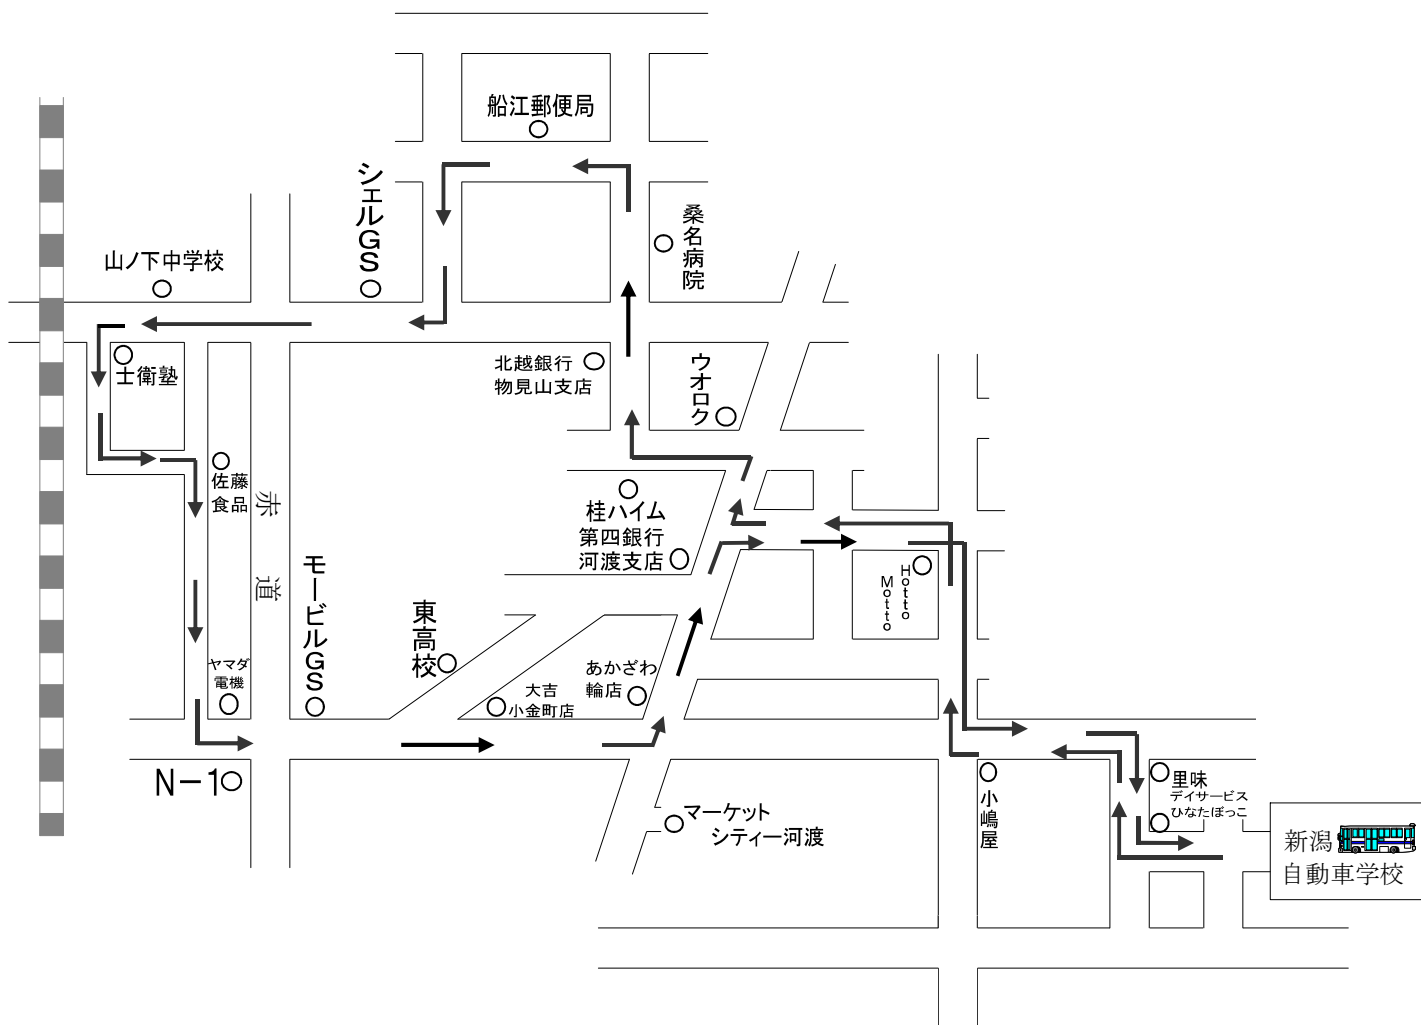 船江郵便局
シェルGS
桑名病院
山ノ下中学校
士衛塾
北越銀行
物見山支店
ウオロク
佐藤
食品
赤道
桂ハイム
第四銀行
河渡支店
モービルGS
東高校
Hotto
Motto
ヤマダ
電機
大吉
小金町店
あかざわ
輪店
N−1
マーケット
シティー河渡
小嶋屋
里味
デイサービス
ひなたぼっこ
新潟
自動車学校